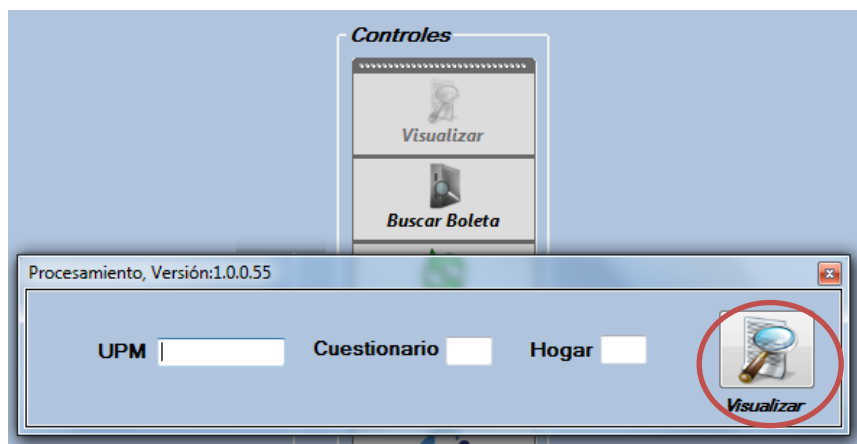 Controles
Visualizar
Buscar Boleta
Procesamiento, Versión:1.0.0.55
UPM
Cuestionario
Hogar
Visualizar